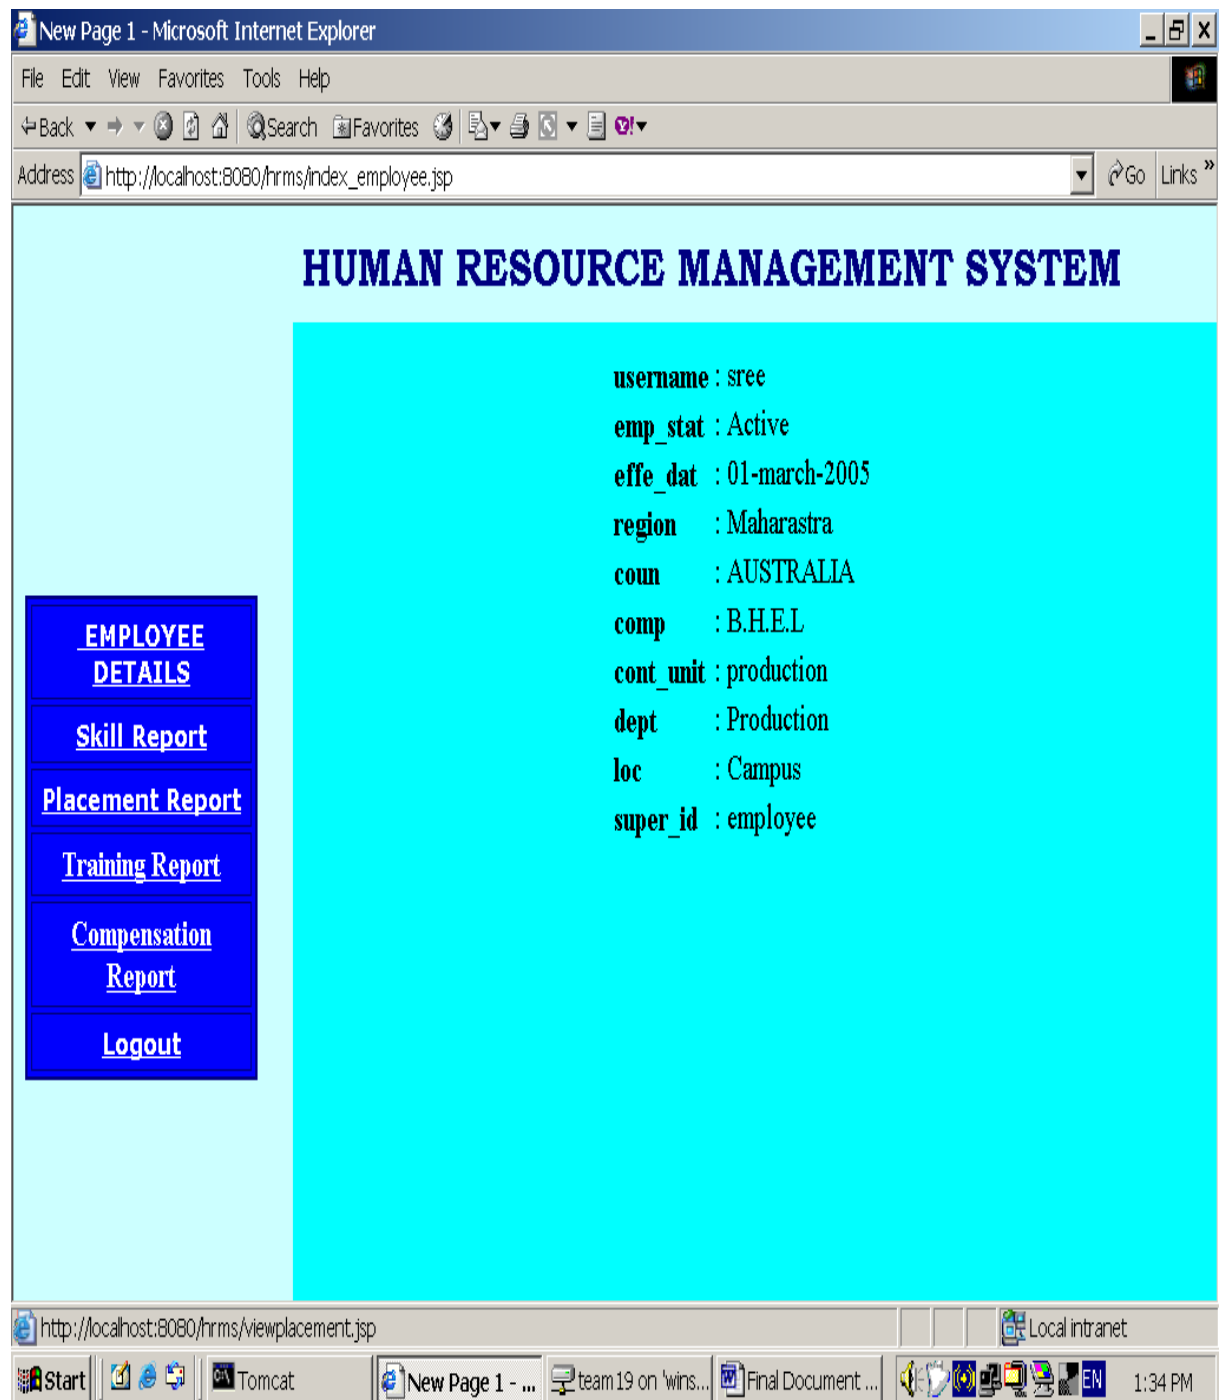 New Page 1 - Microsoft Internet Explorer
File Edit View Favorites Tools Help
Back Search Favorites
Address http://localhost:8080/hrms/index_employee.jsp Go Links »
HUMAN RESOURCE MANAGEMENT SYSTEM
username : sree
emp_stat : Active
effe_dat : 01-march-2005
region : Maharastra
coun : AUSTRALIA
comp : B.H.E.L
cont_unit : production
dept : Production
loc : Campus
super_id : employee
EMPLOYEE
DETAILS
Skill Report
Placement Report
Training Report
Compensation
Report
Logout
http://localhost:8080/hrms/viewplacement.jsp Local intranet
Start Tomcat New Page 1 - ... team19 on 'wins... Final Document ... EN 1:34 PM